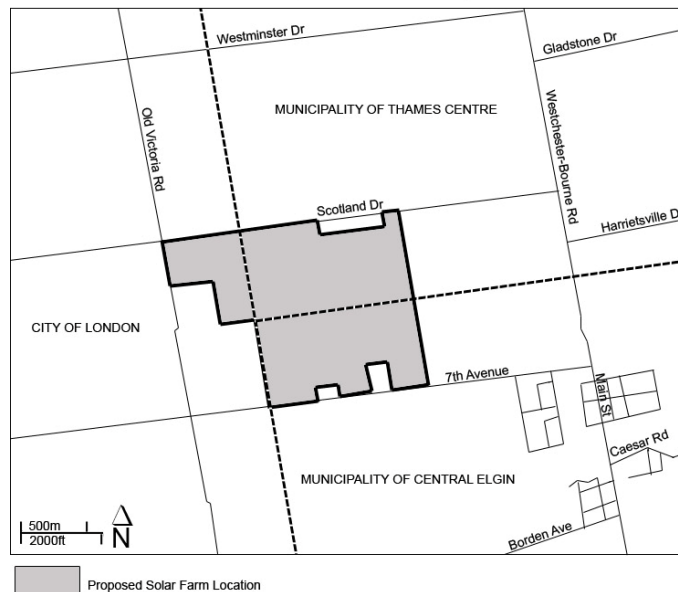 Westminster Dr
Gladstone Dr
Old Victoria Rd
MUNICIPALITY OF THAMES CENTRE
Westchester-Bourne Rd
Scotland Dr
Harrietsville D
CITY OF LONDON
7th Avenue
Main St
Caesar Rd
MUNICIPALITY OF CENTRAL ELGIN
500m
2000ft
N
Borden Ave
Proposed Solar Farm Location